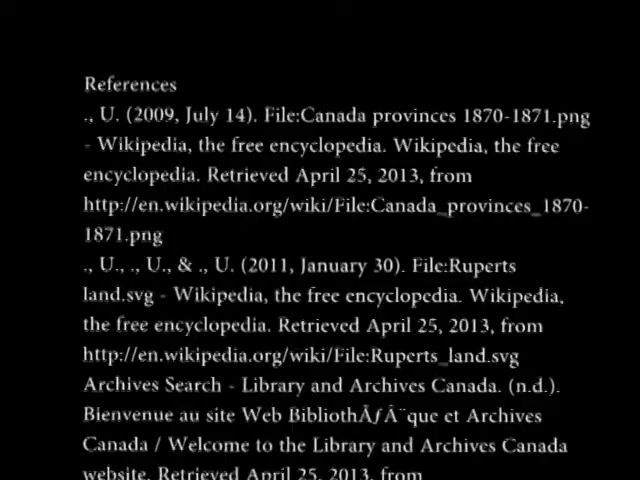 References
., U. (2009, July 14). File:Canada provinces 1870-1871.png
- Wikipedia, the free encyclopedia. Wikipedia, the free
encyclopedia. Retrieved April 25, 2013, from
http://en.wikipedia.org/wiki/File:Canada_provinces_1870-
1871.png
., U., ., U., & ., U. (2011, January 30). File:Ruperts
land.svg - Wikipedia, the free encyclopedia. Wikipedia,
the free encyclopedia. Retrieved April 25, 2013, from
http://en.wikipedia.org/wiki/File:Ruperts_land.svg
Archives Search - Library and Archives Canada. (n.d.).
Bienvenue au site Web BibliothÃƒÂ¨que et Archives
Canada / Welcome to the Library and Archives Canada
website. Retrieved April 25, 2013, from